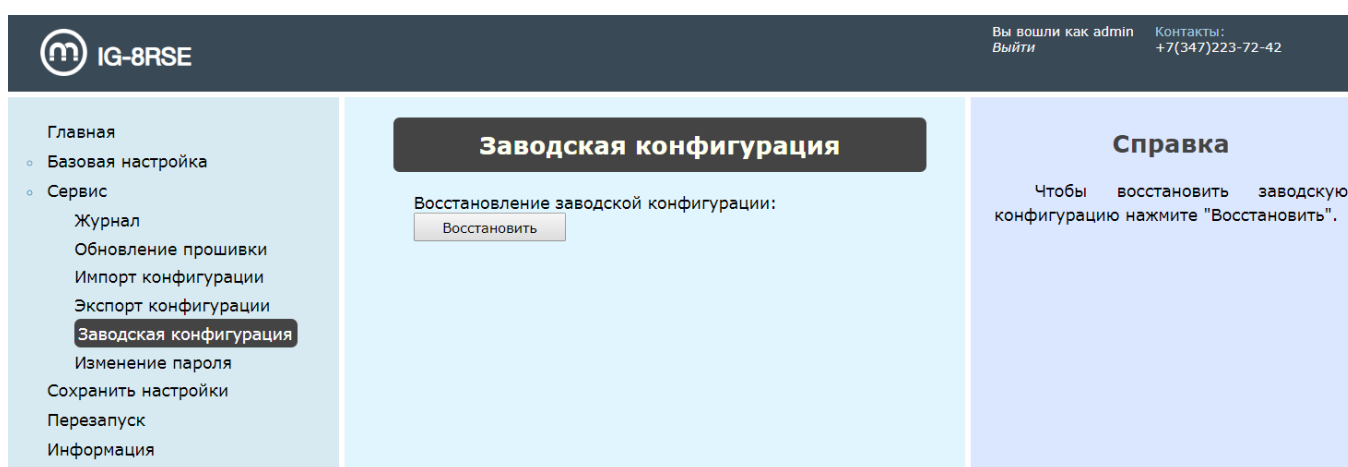 IG-8RSE
Вы вошли как admin
Выйти
Контакты:
+7(347)223-72-42
Главная
Базовая настройка
Сервис
Журнал
Обновление прошивки
Импорт конфигурации
Экспорт конфигурации
Заводская конфигурация
Изменение пароля
Сохранить настройки
Перезапуск
Информация
Заводская конфигурация
Восстановление заводской конфигурации:
Восстановить
Справка
Чтобы восстановить заводскую
конфигурацию нажмите "Восстановить".